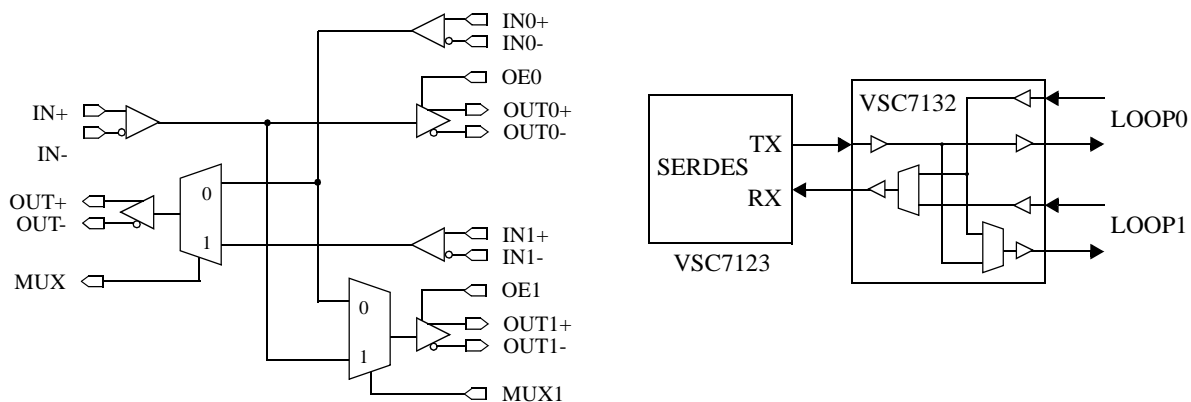 IN0+
IN0-
OE0
IN+
OUT0+
OUT0-
IN-
OUT+
0
OUT-
1
IN1+
IN1-
MUX
OE1
0
OUT1+
OUT1-
1
MUX1
VSC7132
LOOP0
TX
SERDES
RX
LOOP1
VSC7123